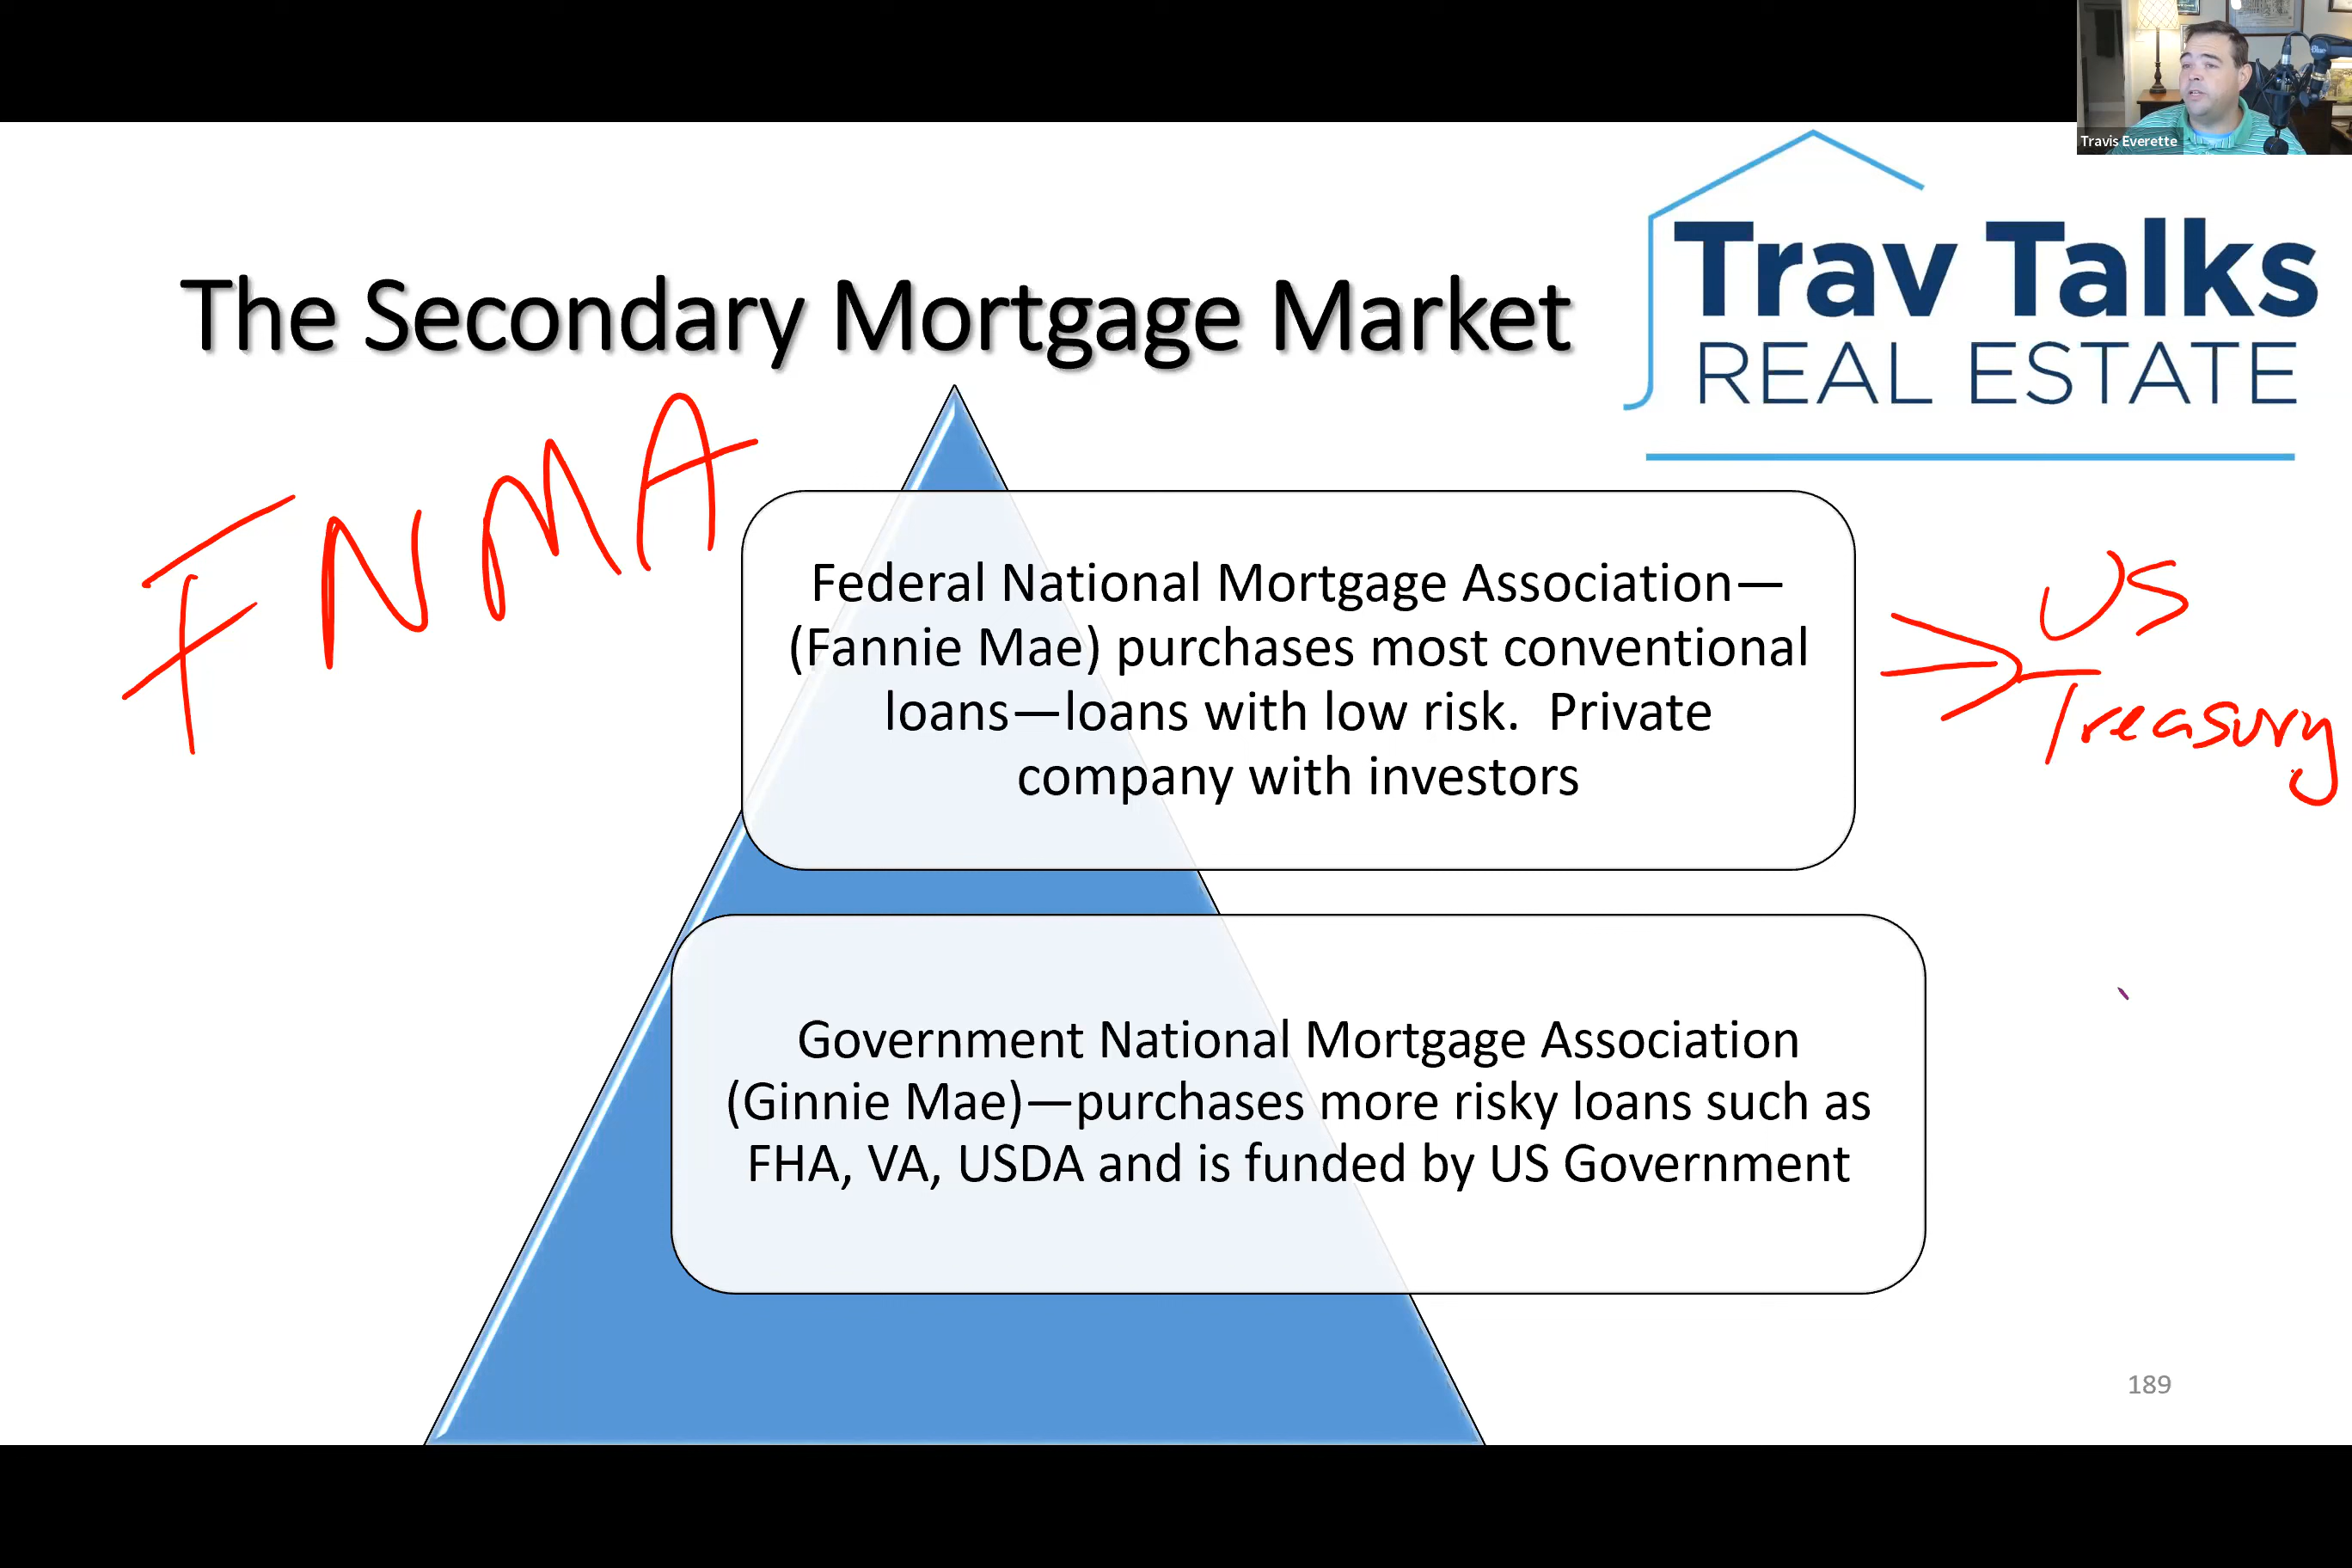 Travis Everette
Trav Talks
REAL ESTATE
The Secondary Mortgage Market
FNMA
Federal National Mortgage Association—
(Fannie Mae) purchases most conventional
loans—loans with low risk.  Private
company with investors
US
Treasury
Government National Mortgage Association
(Ginnie Mae)—purchases more risky loans such as
FHA, VA, USDA and is funded by US Government
189